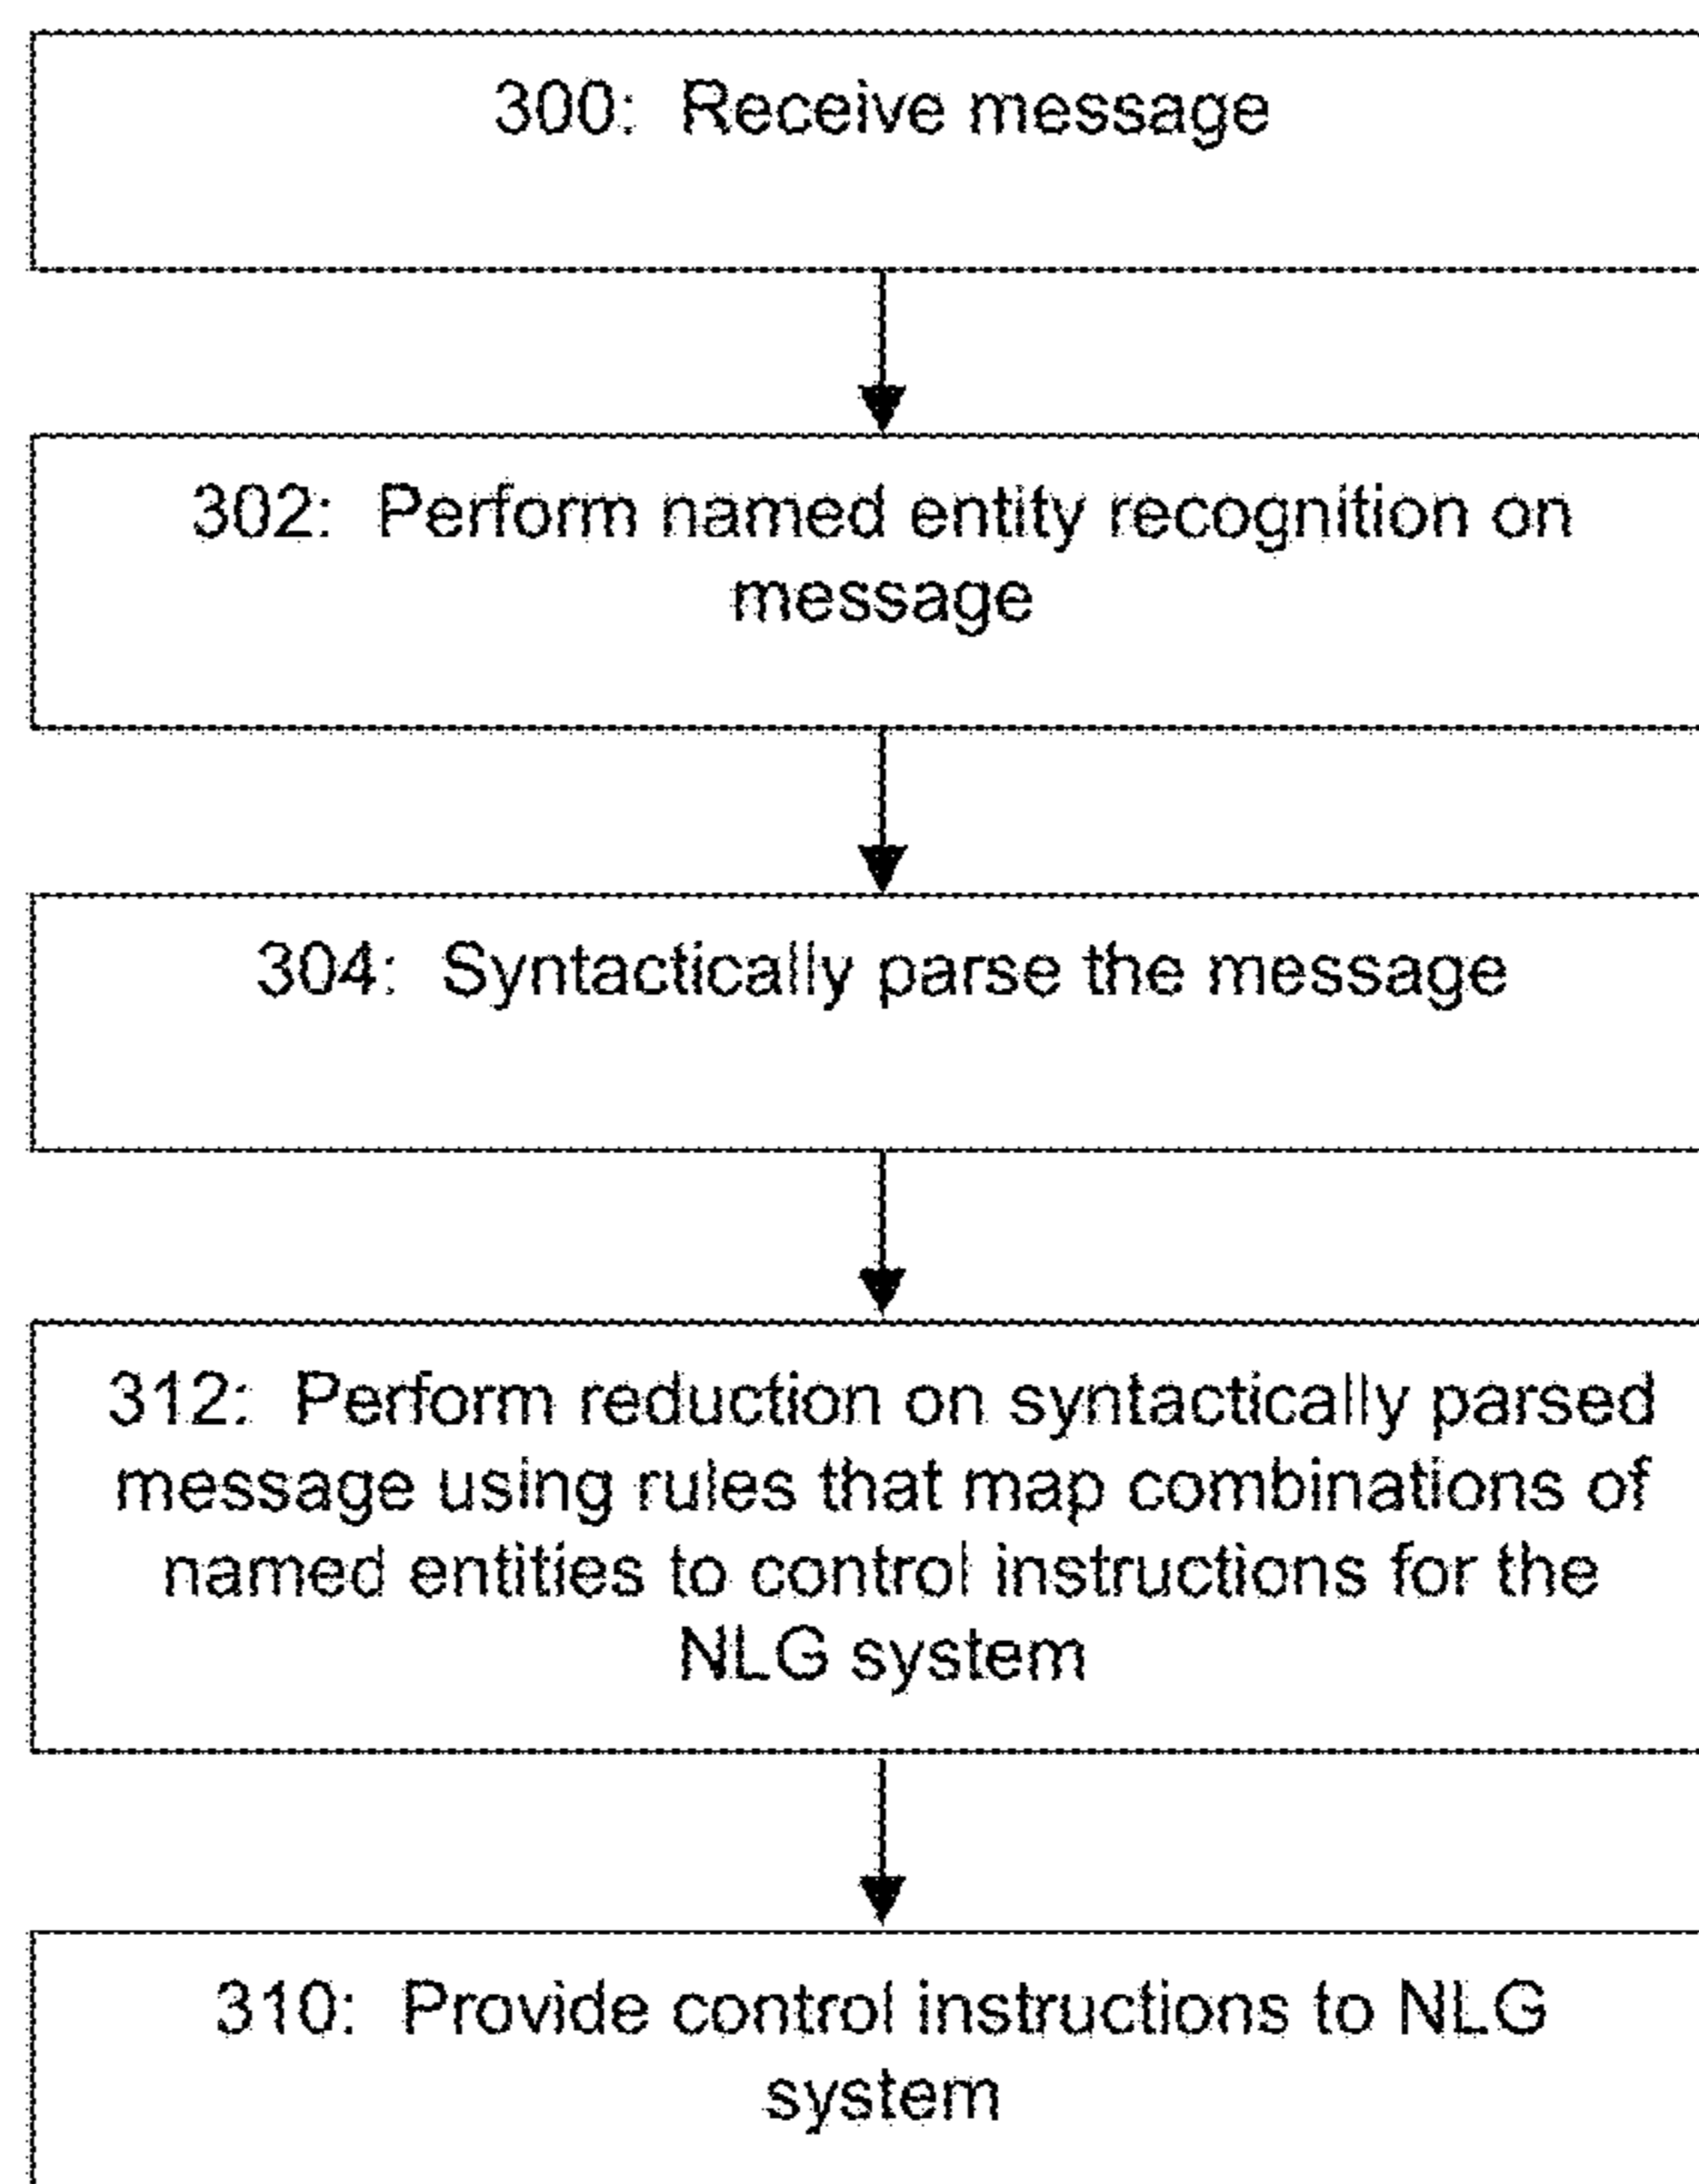 300: Receive message
302: Perform named entity recognition on
message
304: Syntactically parse the message
312: Perform reduction on syntactically parsed
message using rules that map combinations of
named entities to control instructions for the
NLG system
310: Provide control instructions to NLG
system